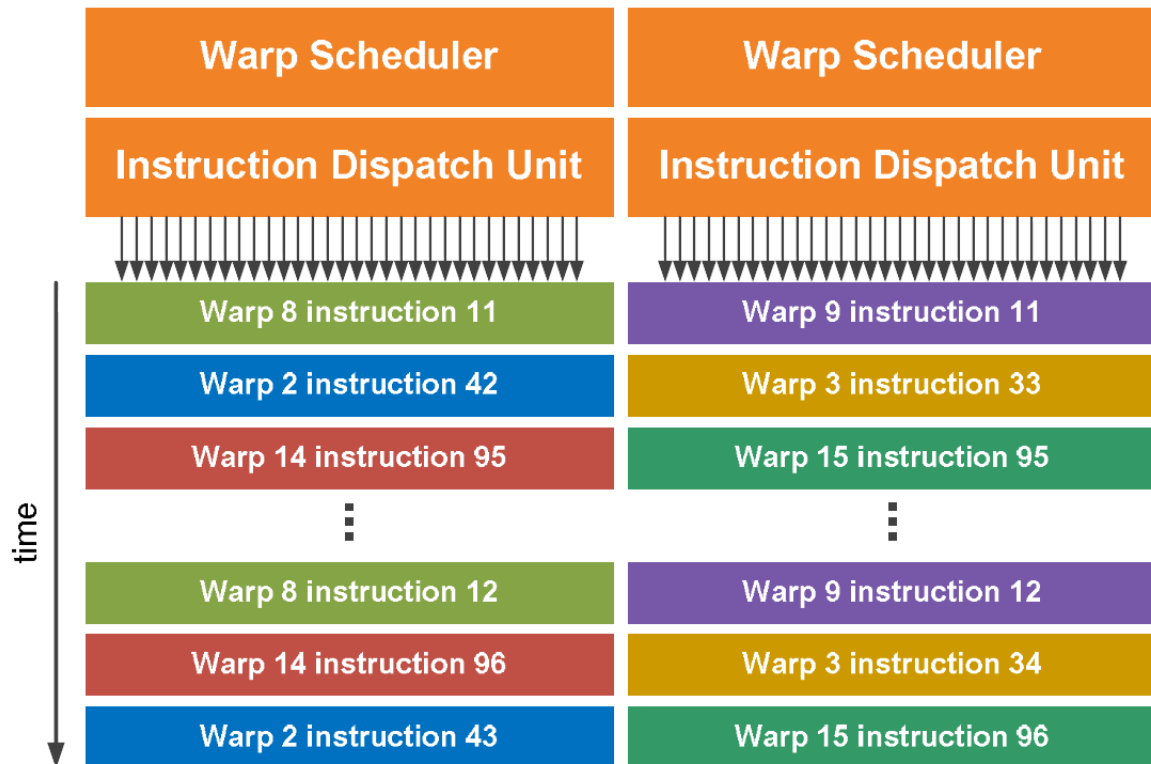 Warp Scheduler
Warp Scheduler
Instruction Dispatch Unit
Instruction Dispatch Unit
Warp 8 instruction 11
Warp 9 instruction 11
Warp 2 instruction 42
Warp 3 instruction 33
Warp 14 instruction 95
Warp 15 instruction 95
time
Warp 8 instruction 12
Warp 9 instruction 12
Warp 14 instruction 96
Warp 3 instruction 34
Warp 2 instruction 43
Warp 15 instruction 96